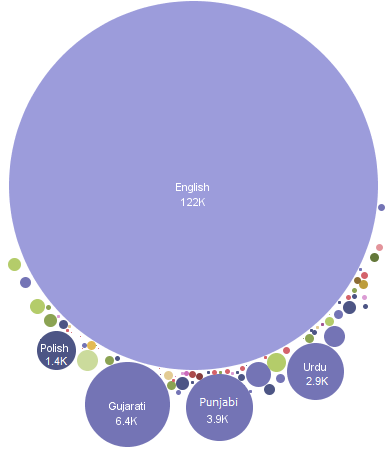 English
122K
Polish
1.4K
Gujarati
6.4K
Punjabi
3.9K
Urdu
2.9K